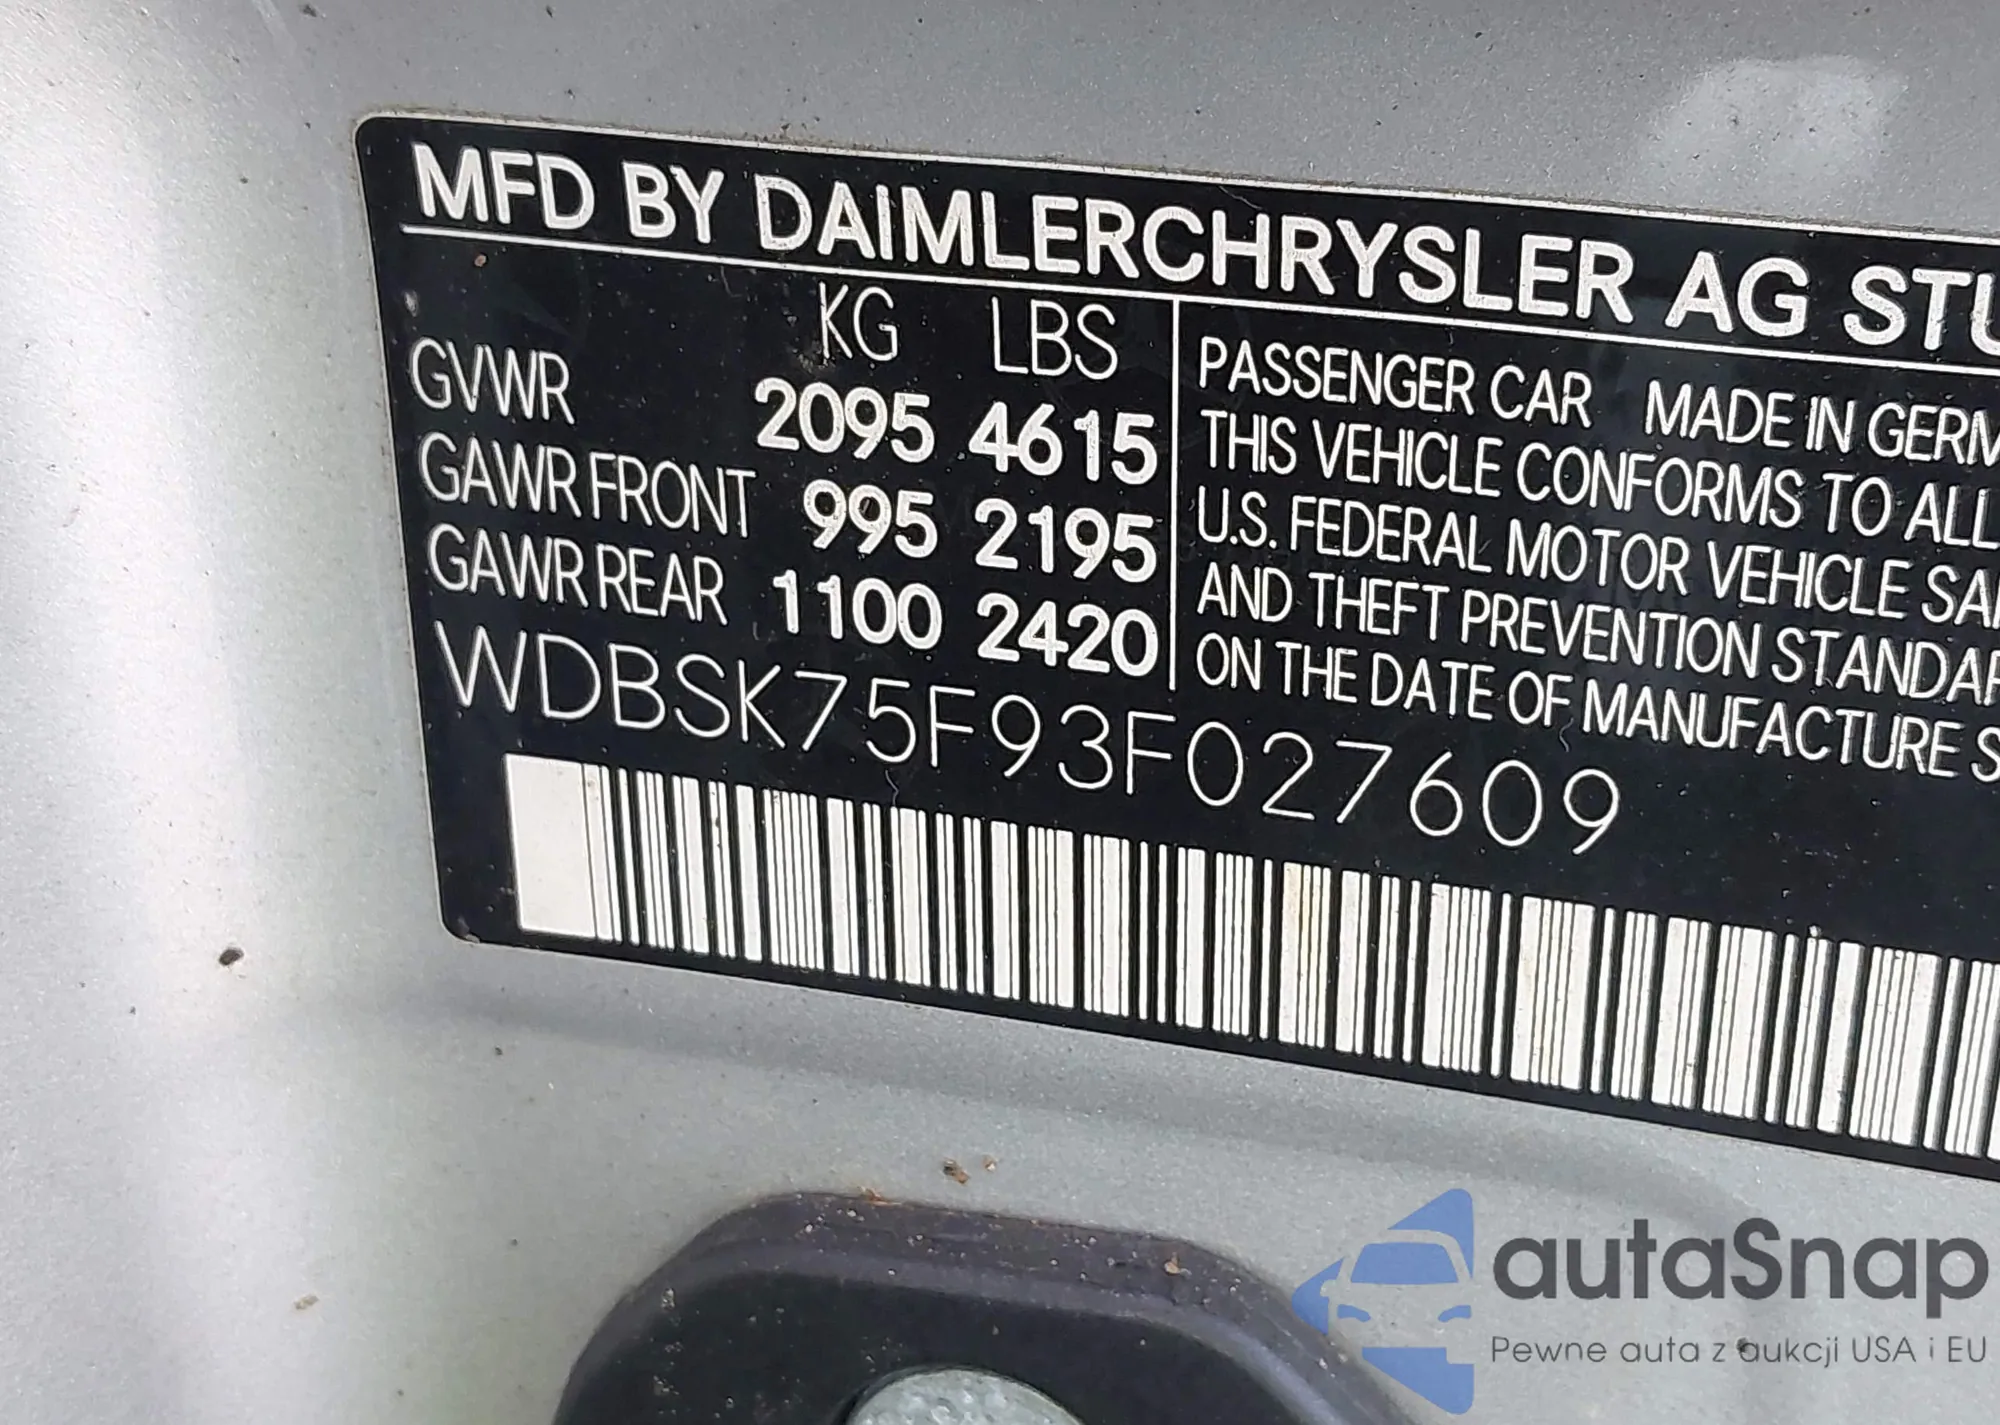 MFD BY DAIMLERCHRYSLER AG STU
KG LBS
GVWR 2095 4615
GAWR FRONT 995 2195
GAWR REAR 1100 2420
PASSENGER CAR MADE IN GERM
THIS VEHICLE CONFORMS TO ALL
U.S. FEDERAL MOTOR VEHICLE SA
AND THEFT PREVENTION STANDAR
ON THE DATE OF MANUFACTURE S
WDBSK75F93F027609
autaSnap
Pewne auta z aukcji USA i EU